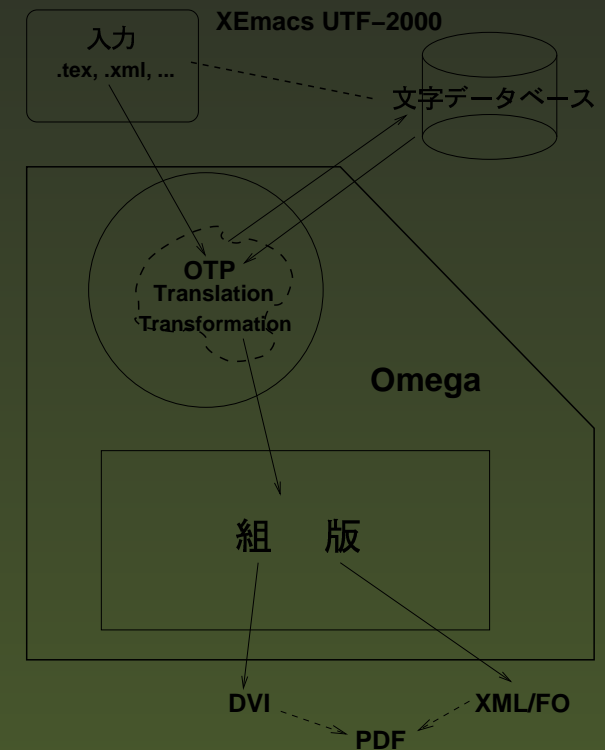 XEmacs UTF−2000
入力
.tex, .xml, ...
文字データベース
OTP
Translation
Transformation
Omega
組 版
DVI
XML/FO
PDF